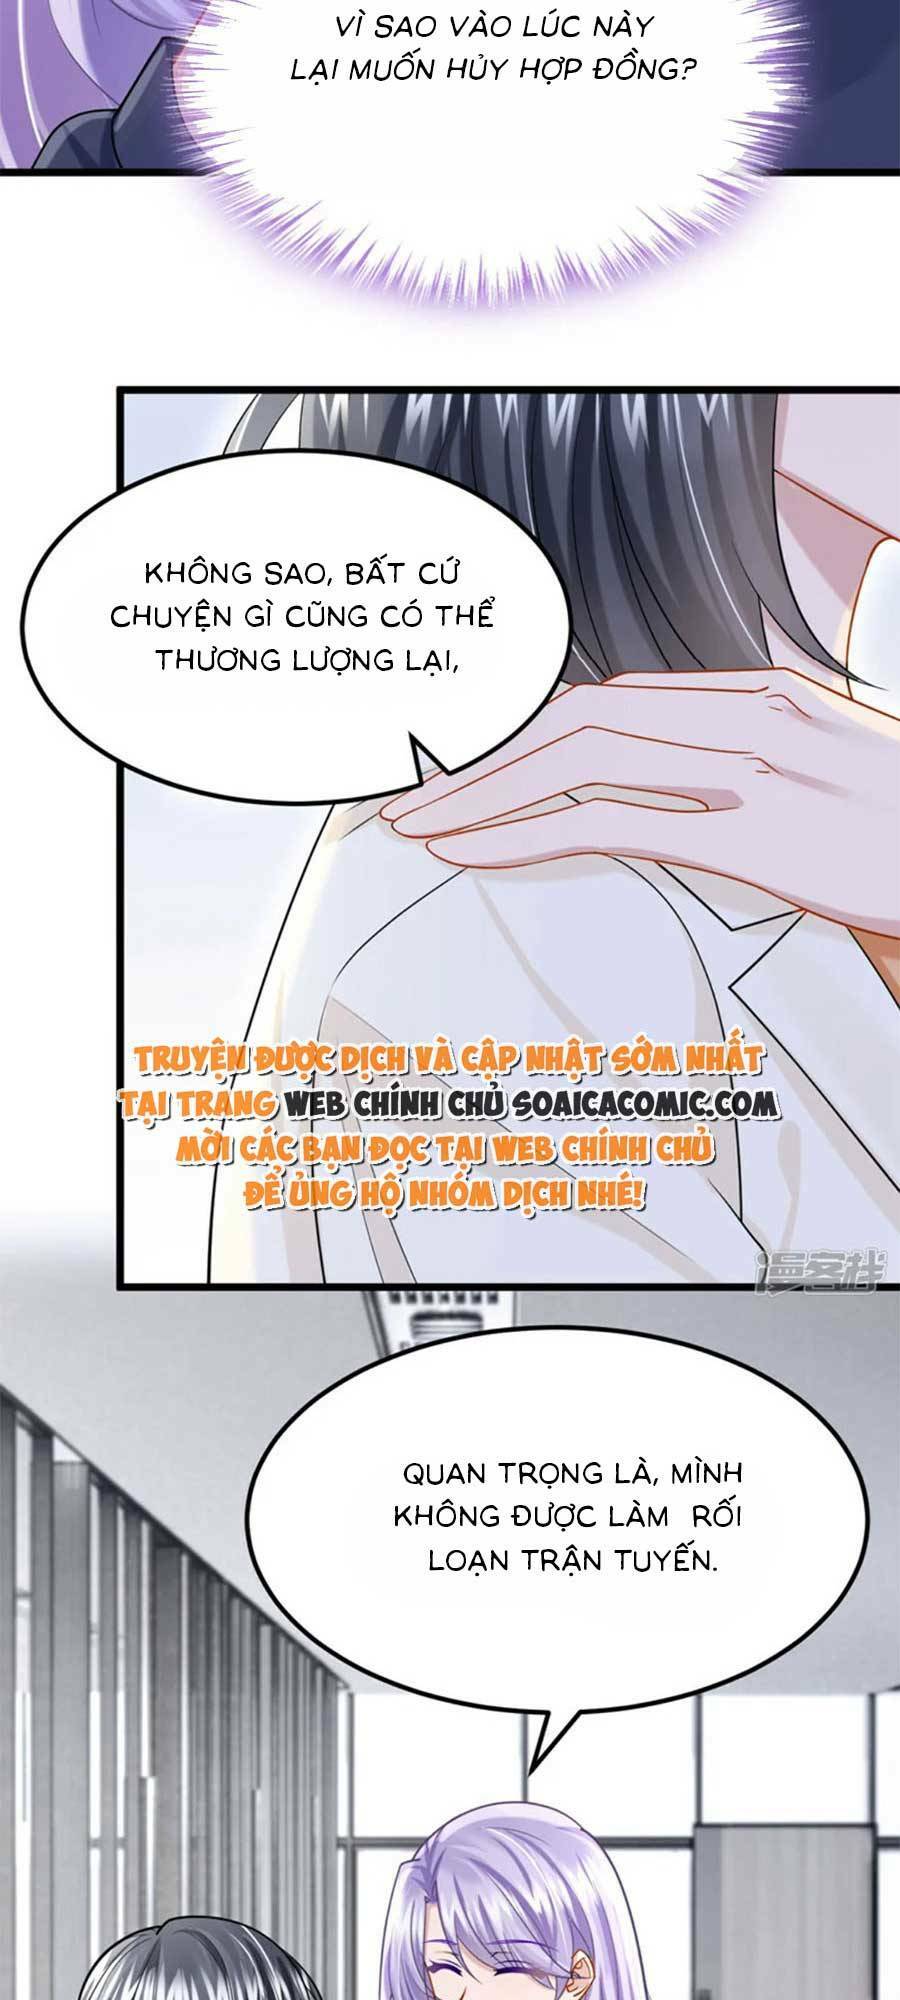 VÌ SAO VÀO LÚC NÀY
LẠI MUỐN HỦY HỢP ĐỒNG?
KHÔNG SAO, BẤT CỨ
CHUYỆN GÌ CŨNG CÓ THỂ
THƯƠNG LƯỢNG LẠI,
TRUYỆN ĐƯỢC DỊCH VÀ CẬP NHẬT SỚM NHẤT
TẠI TRANG WEB CHÍNH CHỦ SOAICACOMIC.COM
MỜI CÁC BẠN ĐỌC TẠI WEB CHÍNH CHỦ
ĐỂ ỦNG HỘ NHÓM DỊCH NHÉ!
漫客栈
QUAN TRỌNG LÀ, MÌNH
KHÔNG ĐƯỢC LÀM RỐI
LOẠN TRẬN TUYẾN.